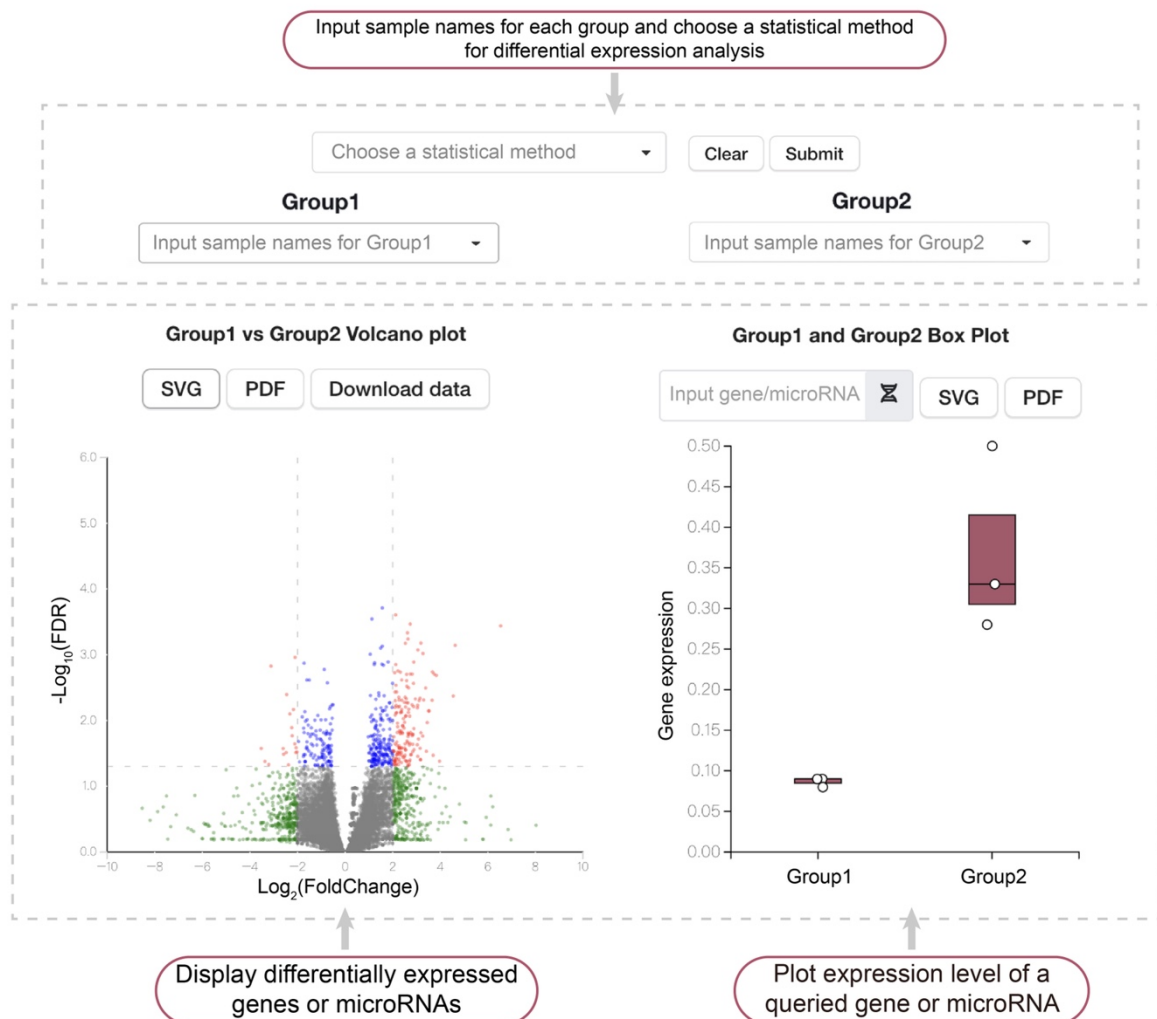 Input sample names for each group and choose a statistical method
for differential expression analysis
Choose a statistical method
Clear
Submit
Group1
Group2
Input sample names for Group1
Input sample names for Group2
Group1 vs Group2 Volcano plot
SVG
PDF
Download data
6.0
5.0
4.0
3.0
2.0
1.0
0.0
-Log10(FDR)
−10
−8
−6
−4
−2
0
2
4
6
8
10
Log2(FoldChange)
Group1 and Group2 Box Plot
Input gene/microRNA
SVG
PDF
0.50
0.45
0.40
0.35
0.30
0.25
0.20
0.15
0.10
0.05
0.00
Gene expression
Group1
Group2
Display differentially expressed
genes or microRNAs
Plot expression level of a
queried gene or microRNA